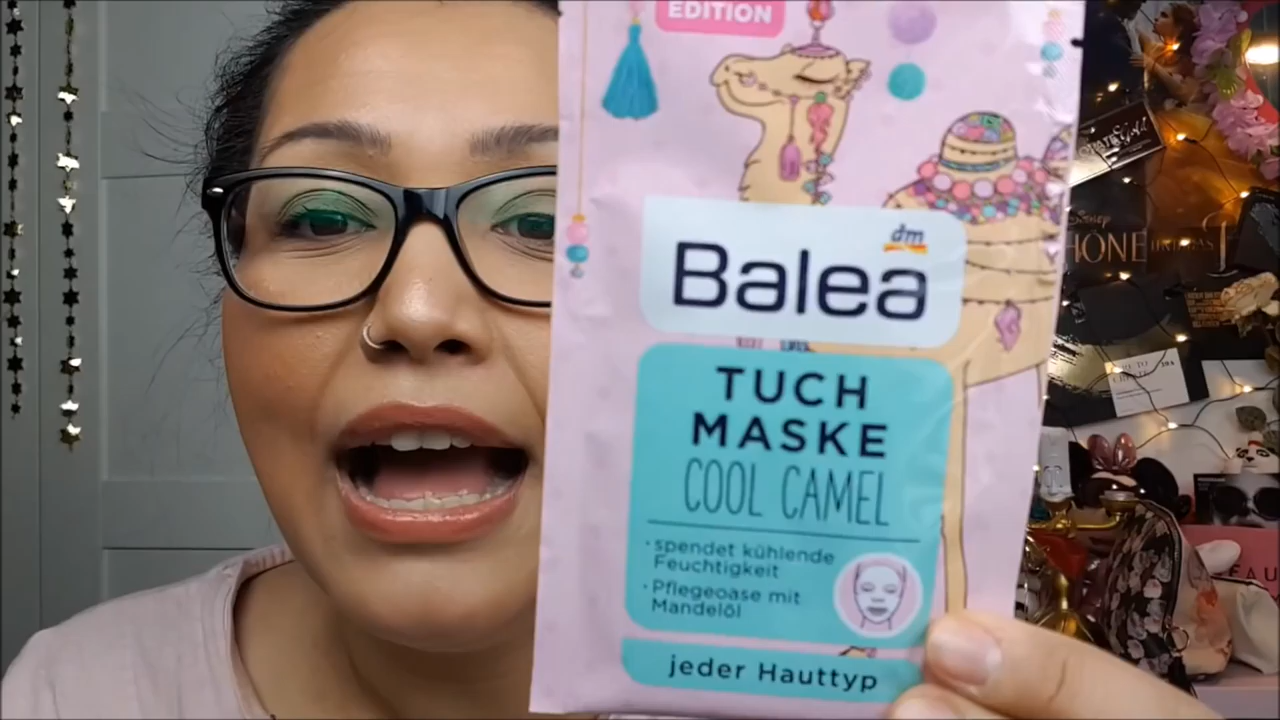 EDITION
dm
Balea
TUCH
MASKE
COOL CAMEL
· spendet kühlende
Feuchtigkeit
· Pflegeoase mit
Mandelöl
jeder Hauttyp